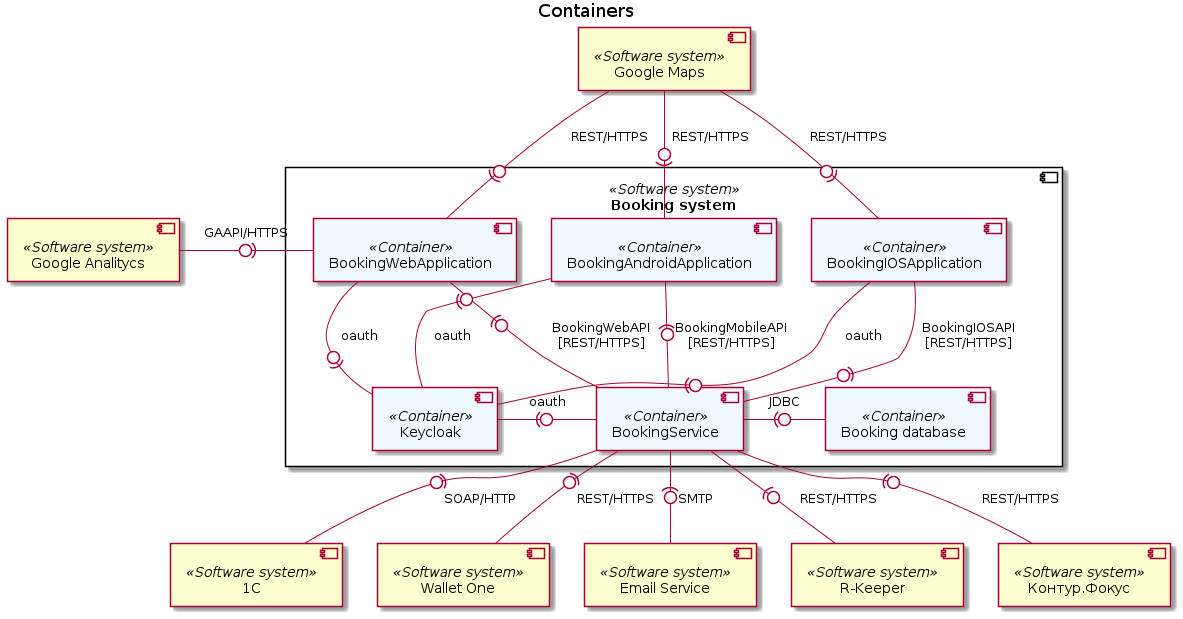 Containers
«Software system»
Google Maps
REST/HTTPS
REST/HTTPS
REST/HTTPS
«Software system»
Booking system
«Software system»
Google Analitycs
GAAPI/HTTPS
«Container»
BookingWebApplication
«Container»
BookingAndroidApplication
«Container»
BookingIOSApplication
oauth
oauth
BookingWebAPI
[REST/HTTPS]
BookingMobileAPI
[REST/HTTPS]
oauth
BookingIOSAPI
[REST/HTTPS]
«Container»
Keycloak
oauth
«Container»
BookingService
JDBC
«Container»
Booking database
SOAP/HTTP
REST/HTTPS
SMTP
REST/HTTPS
REST/HTTPS
«Software system»
1C
«Software system»
Wallet One
«Software system»
Email Service
«Software system»
R-Keeper
«Software system»
Контур.Фокус